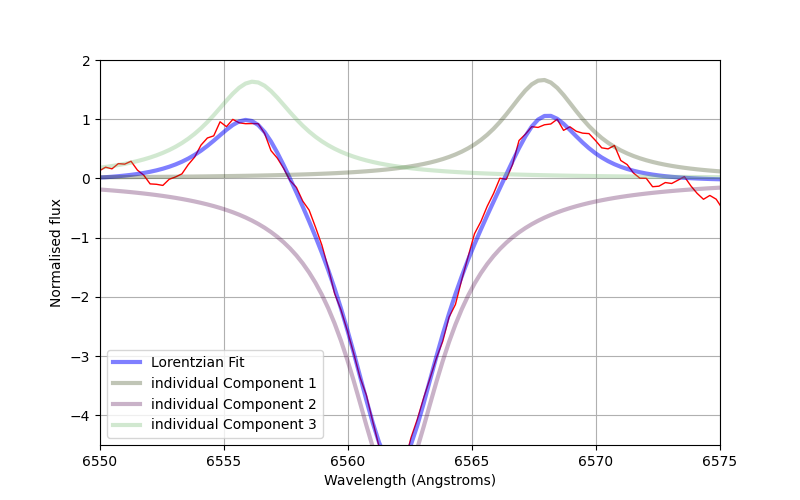 2
1
0
−1
−2
−3
−4
Normalised flux
Lorentzian Fit
individual Component 1
individual Component 2
individual Component 3
6550 6555 6560 6565 6570 6575
Wavelength (Angstroms)